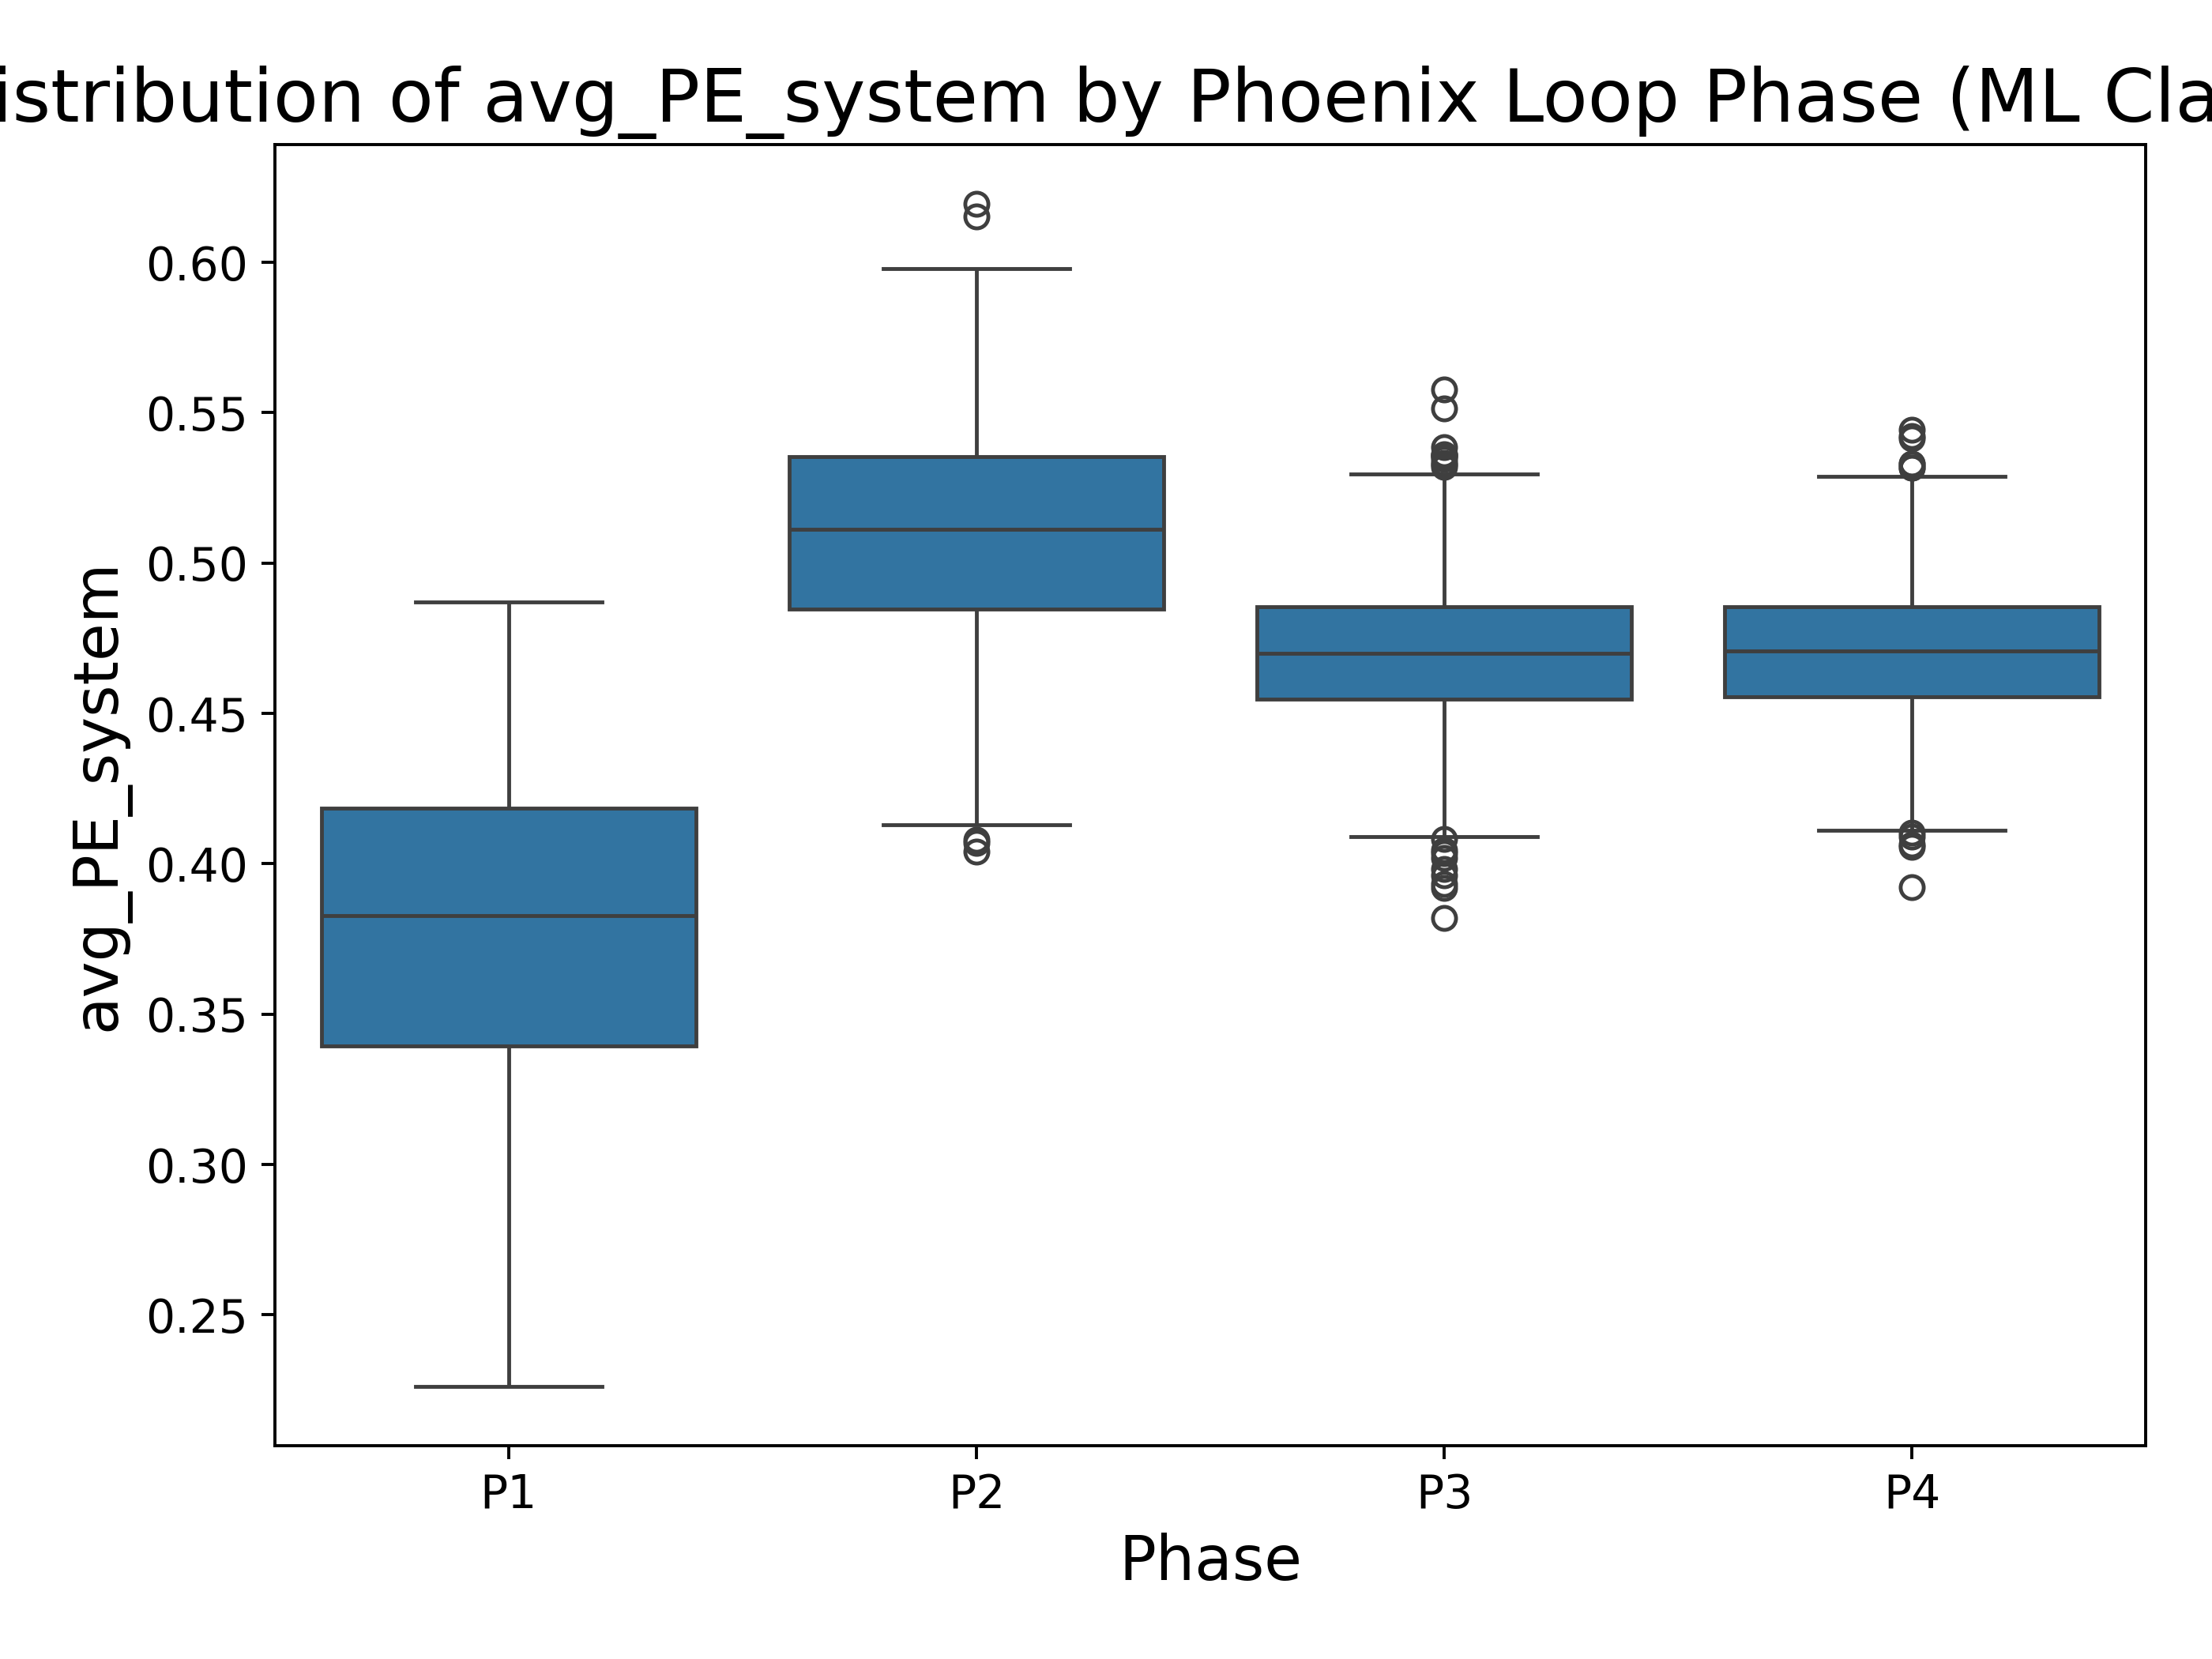 istribution of avg_PE_system by Phoenix Loop Phase (ML Cla
0.60
0.55
0.50
0.45
0.40
0.35
0.30
0.25
avg_PE_system
P1 P2 P3 P4
Phase